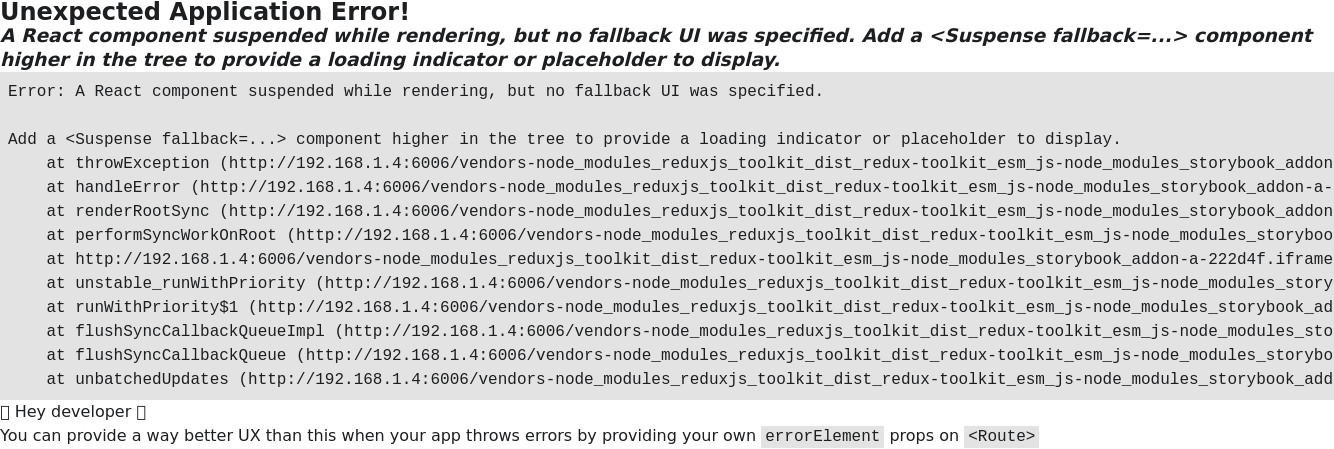 Unexpected Application Error!
A React component suspended while rendering, but no fallback UI was specified. Add a <Suspense fallback=...> component
higher in the tree to provide a loading indicator or placeholder to display.
Error: A React component suspended while rendering, but no fallback UI was specified.
Add a <Suspense fallback=...> component higher in the tree to provide a loading indicator or placeholder to display.
at throwException (http://192.168.1.4:6006/vendors-node_modules_reduxjs_toolkit_dist_redux-toolkit_esm_js-node_modules_storybook_addon
at handleError (http://192.168.1.4:6006/vendors-node_modules_reduxjs_toolkit_dist_redux-toolkit_esm_js-node_modules_storybook_addon-a-
at renderRootSync (http://192.168.1.4:6006/vendors-node_modules_reduxjs_toolkit_dist_redux-toolkit_esm_js-node_modules_storybook_addon
at performSyncWorkOnRoot (http://192.168.1.4:6006/vendors-node_modules_reduxjs_toolkit_dist_redux-toolkit_esm_js-node_modules_storyboo
at http://192.168.1.4:6006/vendors-node_modules_reduxjs_toolkit_dist_redux-toolkit_esm_js-node_modules_storybook_addon-a-222d4f.iframe
at unstable_runWithPriority (http://192.168.1.4:6006/vendors-node_modules_reduxjs_toolkit_dist_redux-toolkit_esm_js-node_modules_story
at runWithPriority$1 (http://192.168.1.4:6006/vendors-node_modules_reduxjs_toolkit_dist_redux-toolkit_esm_js-node_modules_storybook_ad
at flushSyncCallbackQueueImpl (http://192.168.1.4:6006/vendors-node_modules_reduxjs_toolkit_dist_redux-toolkit_esm_js-node_modules_sto
at flushSyncCallbackQueue (http://192.168.1.4:6006/vendors-node_modules_reduxjs_toolkit_dist_redux-toolkit_esm_js-node_modules_storybo
at unbatchedUpdates (http://192.168.1.4:6006/vendors-node_modules_reduxjs_toolkit_dist_redux-toolkit_esm_js-node_modules_storybook_add
Hey developer
You can provide a way better UX than this when your app throws errors by providing your own errorElement props on <Route>